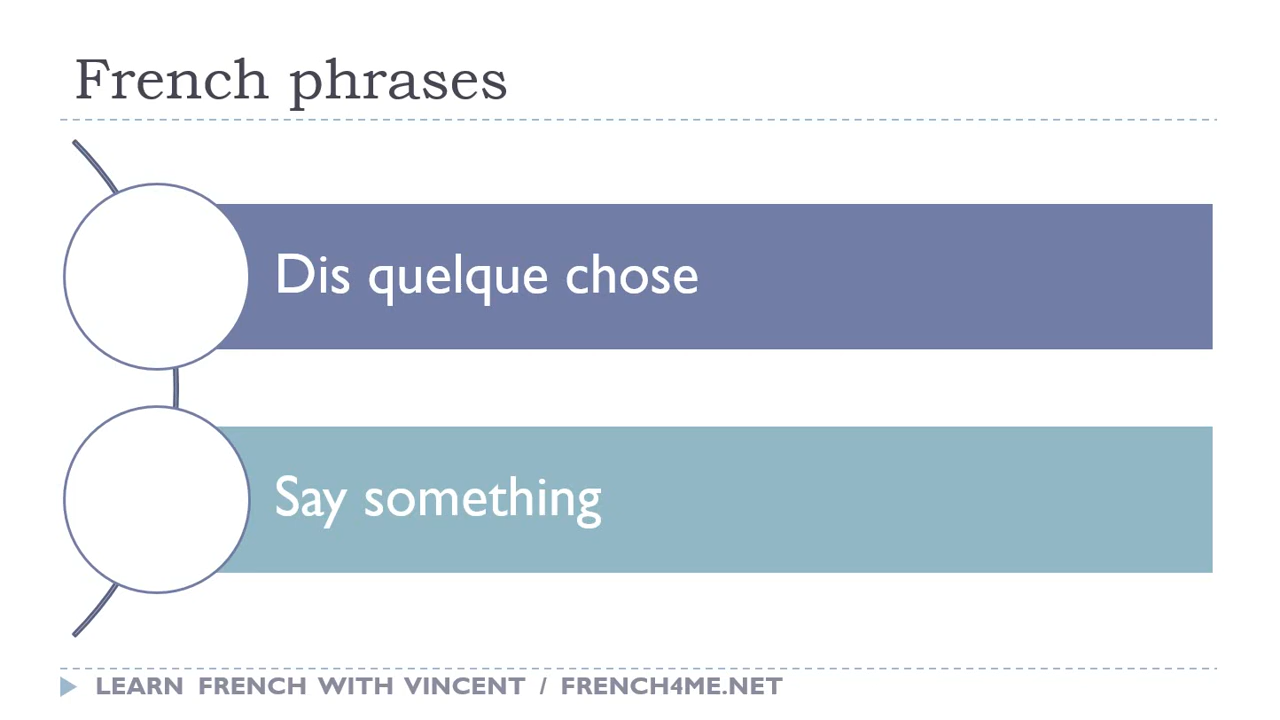 French phrases
Dis quelque chose
Say something
LEARN FRENCH WITH VINCENT / FRENCH4ME.NET